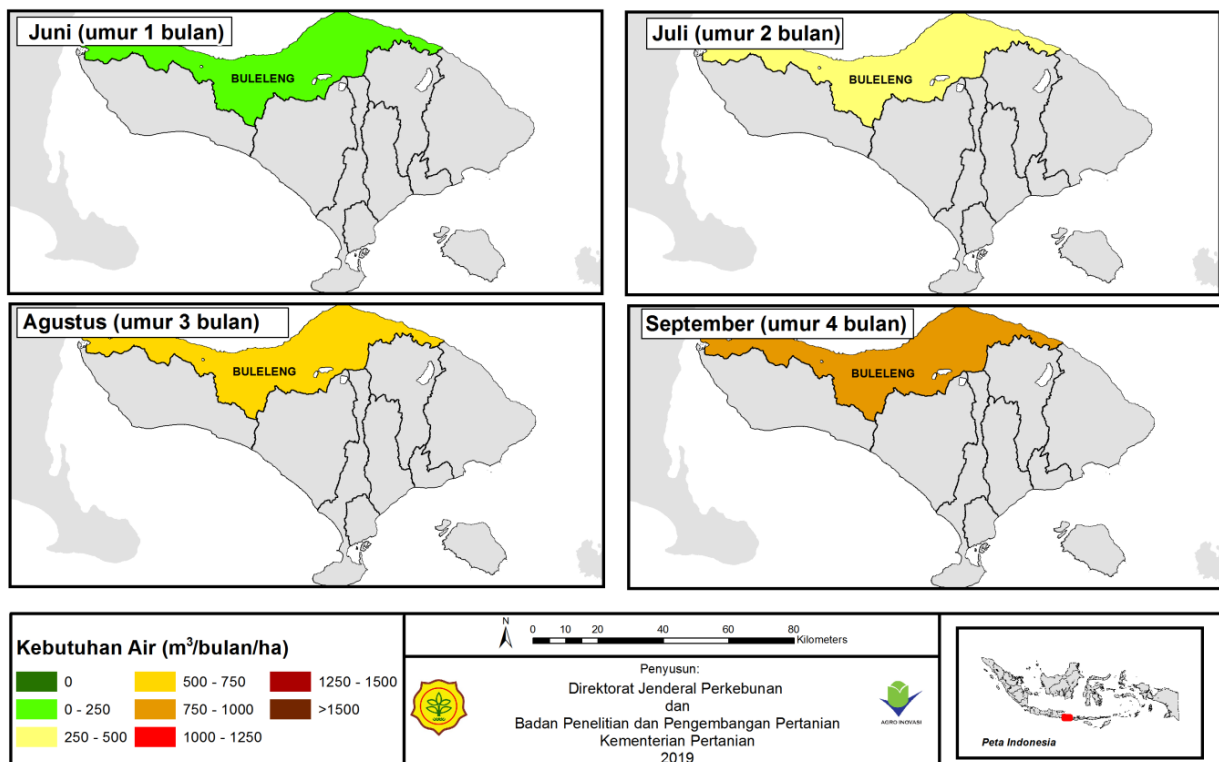 Juni (umur 1 bulan)
BULELENG
Juli (umur 2 bulan)
BULELENG
Agustus (umur 3 bulan)
BULELENG
September (umur 4 bulan)
BULELENG
Kebutuhan Air (m³/bulan/ha)
0
0 - 250
250 - 500
500 - 750
750 - 1000
1000 - 1250
1250 - 1500
>1500
N
0 10 20 40 60 80
Kilometers
Penyusun:
Direktorat Jenderal Perkebunan
dan
Badan Penelitian dan Pengembangan Pertanian
Kementerian Pertanian
2019
AGRO INOVASI
Peta Indonesia